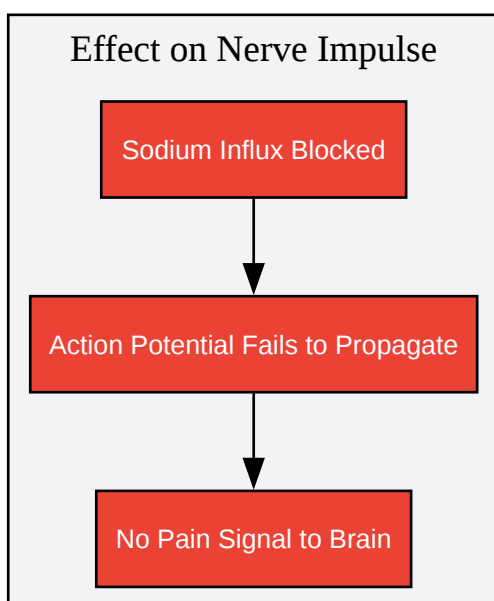 Effect on Nerve Impulse
Sodium Influx Blocked
Action Potential Fails to Propagate
No Pain Signal to Brain